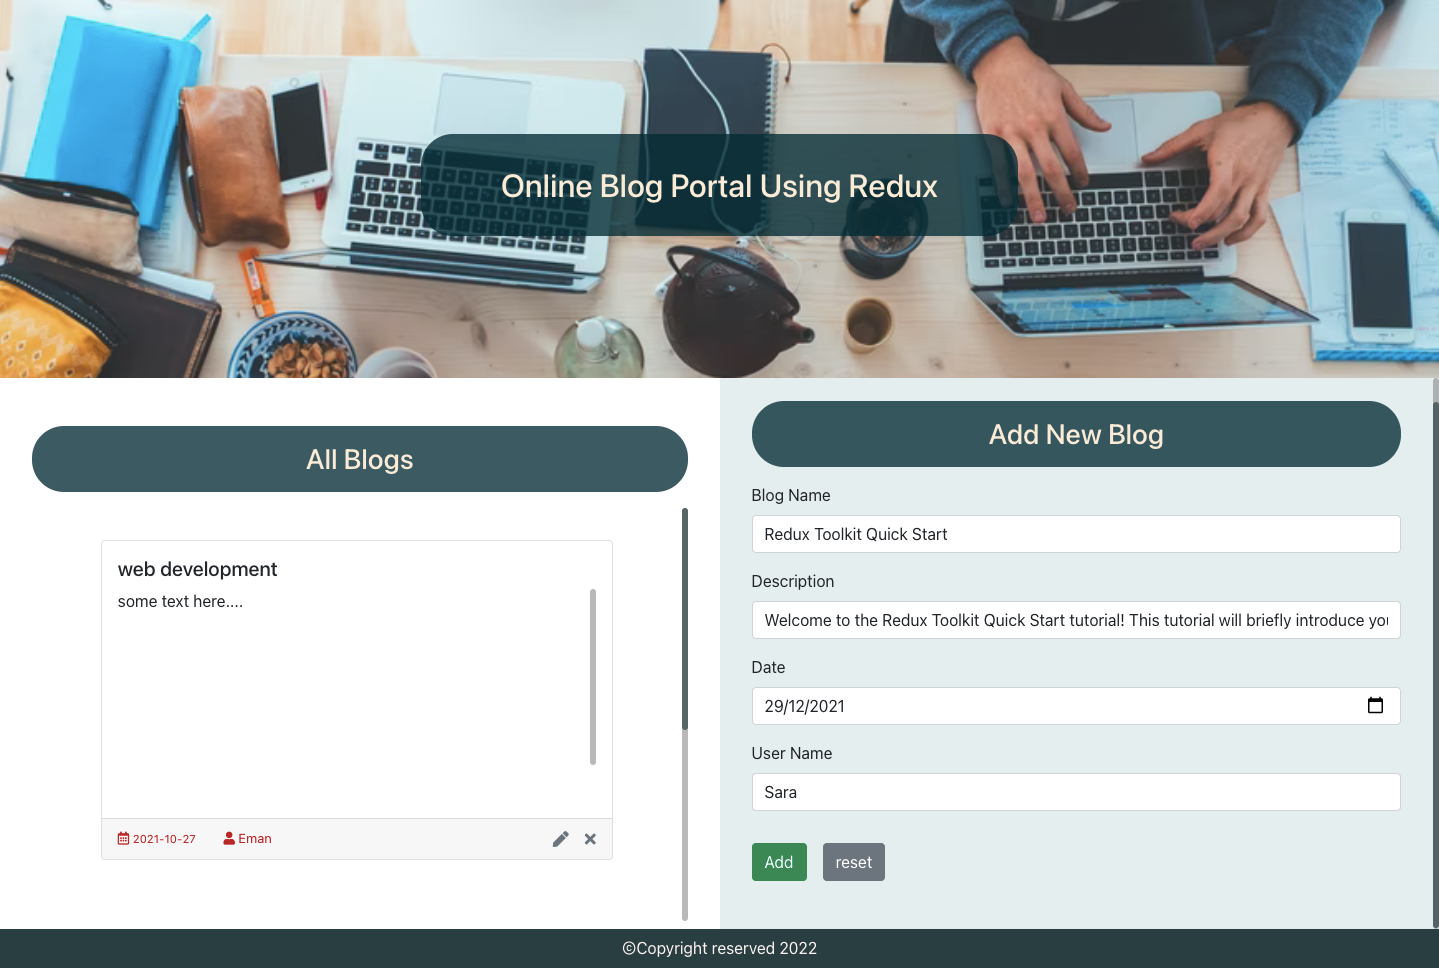 Online Blog Portal Using Redux
All Blogs
web development
some text here....
2021-10-27 Eman
Add New Blog
Blog Name
Redux Toolkit Quick Start
Description
Welcome to the Redux Toolkit Quick Start tutorial! This tutorial will briefly introduce you
Date
29/12/2021
User Name
Sara
Add reset
©Copyright reserved 2022